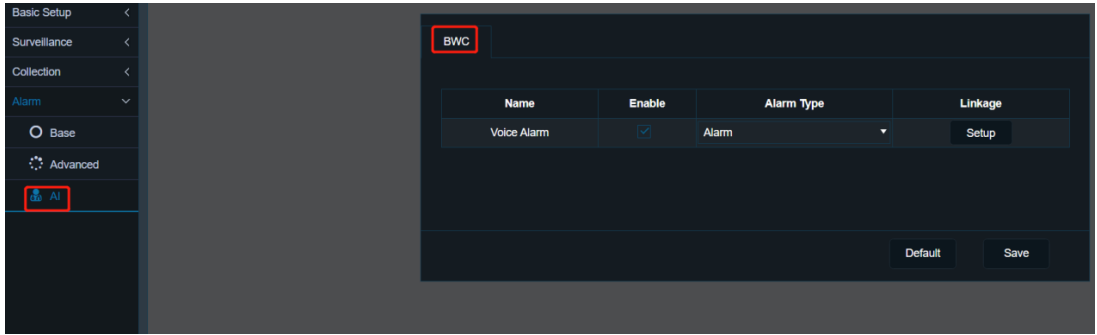 Basic Setup
Surveillance
Collection
Alarm
Base
Advanced
AI
BWC
Name Enable Alarm Type Linkage
Voice Alarm Alarm Setup
Default Save